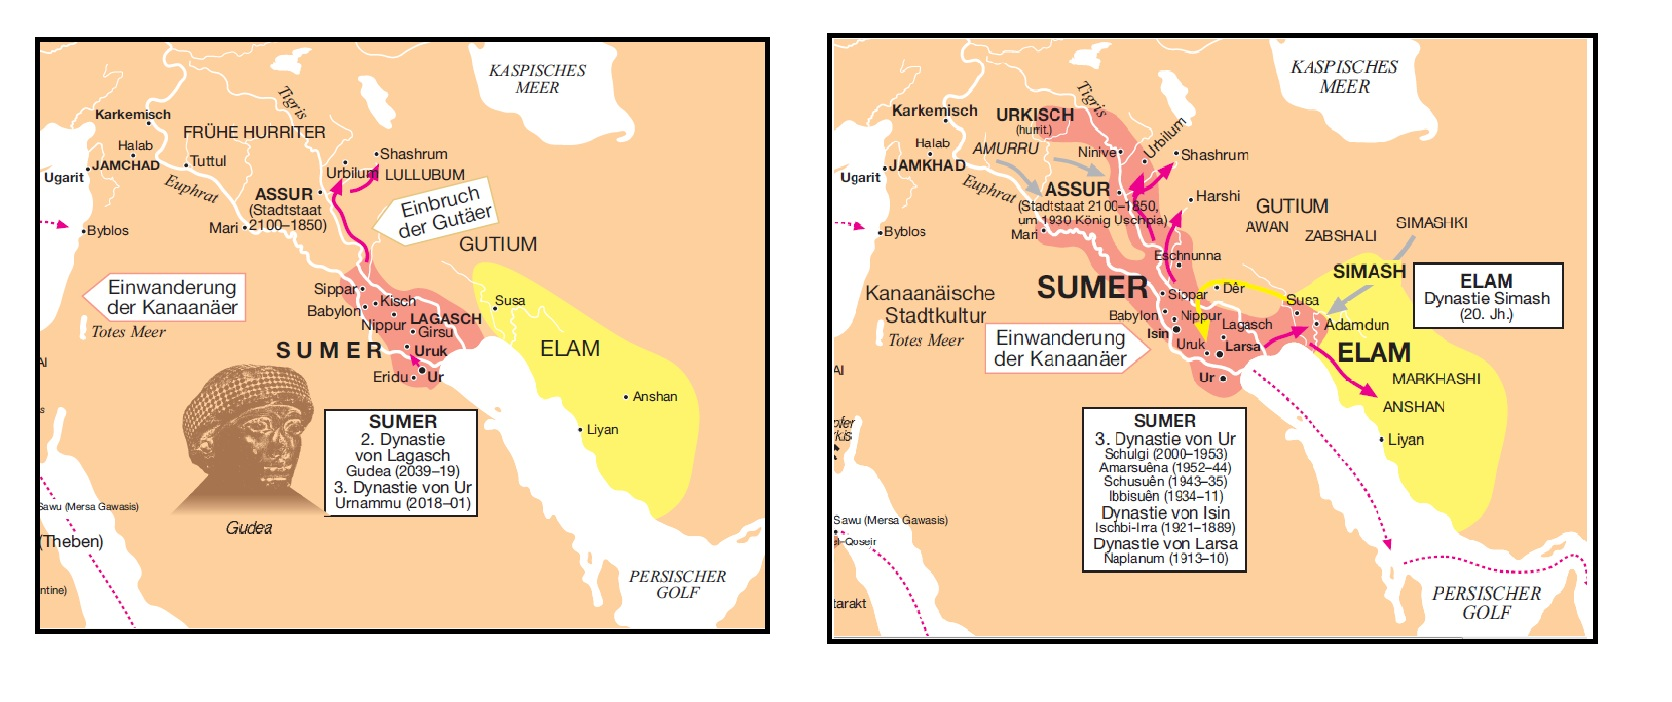 KASPISCHES
MEER
Tigris
Karkemisch
FRÜHE HURRITER
Halab
JAMCHAD
Tuttul
Ugarit
Euphrat
Urbilum
Shashrum
LULLUBUM
ASSUR
(Stadtstaat
2100–1850)
Mari
Byblos
Einbruch
der Gutäer
GUTIUM
Einwanderung
der Kanaanäer
Totes Meer
Sippar
Kisch
Babylon
Nippur
LAGASCH
Girsu
Susa
SUMER
Uruk
Eridu
Ur
ELAM
Anshan
Liyan
SUMER
2. Dynastie
von Lagasch
Gudea (2039–19)
3. Dynastie von Ur
Urnammu (2018–01)
Gudea
Sawu (Mersa Gawasis)
(Theben)
ntine)
PERSISCHER
GOLF
KASPISCHES
MEER
Tigris
Karkemisch
URKISCH
(hurrit.)
Halab
AMURRU
JAMKHAD
Ninive
Urbilum
Shashrum
Ugarit
Euphrat
ASSUR
(Stadtstaat 2100–1850,
um 1930 König Uschpia)
Mari
Harshi
Byblos
GUTIUM
AWAN
ZABSHALI
SIMASHKI
Eschnunna
SIMASH
ELAM
Dynastie Simash
(20. Jh.)
SUMER
Kanaanäische
Stadtkultur
Totes Meer
Sippar
Dêr
Susa
Babylon
Nippur
Isin
Lagasch
Adamdun
Uruk
Larsa
Ur
ELAM
Einwanderung
der Kanaanäer
MARKHASHI
ANSHAN
Liyan
SUMER
3. Dynastie von Ur
Schulgi (2000–1953)
Amarsuêna (1952–44)
Schusuên (1943–35)
Ibbisuên (1934–11)
Dynastie von Isin
Ischbi-Irra (1921–1889)
Dynastie von Larsa
Naplanum (1913–10)
Sawu (Mersa Gawasis)
el-Qoseir
tarakt
PERSISCHER
GOLF